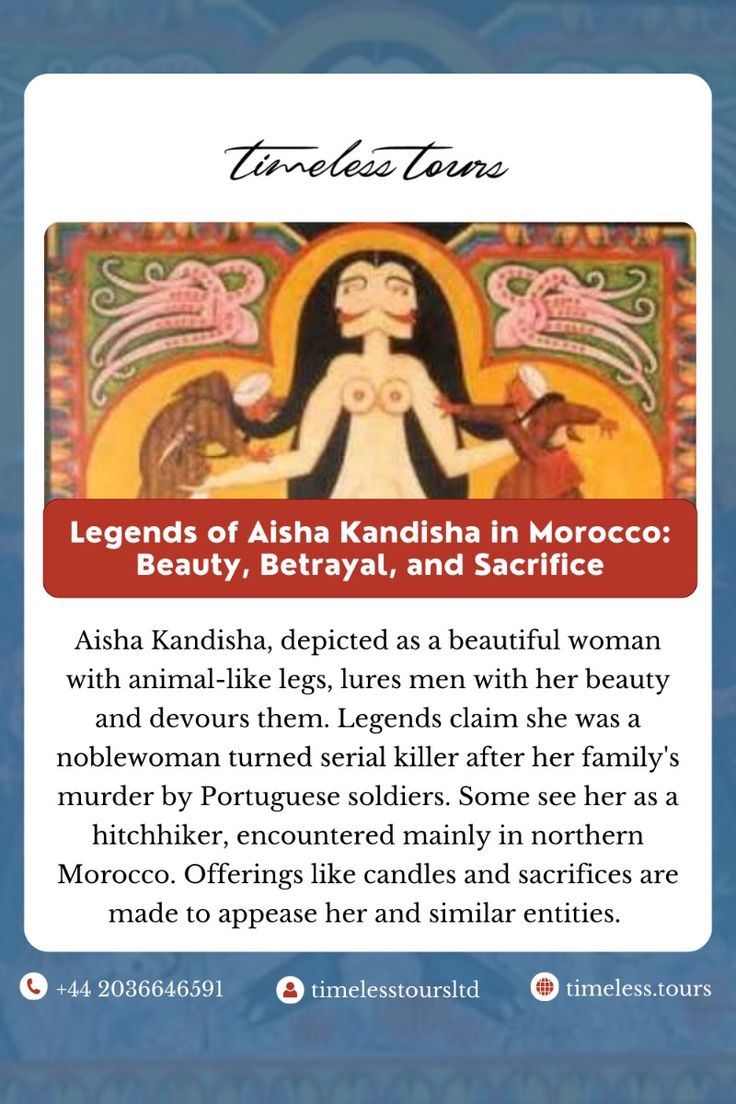 timeless Tours
Legends of Aisha Kandisha in Morocco:
Beauty, Betrayal, and Sacrifice
Aisha Kandisha, depicted as a beautiful woman
with animal-like legs, lures men with her beauty
and devours them. Legends claim she was a
noblewoman turned serial killer after her family's
murder by Portuguese soldiers. Some see her as a
hitchhiker, encountered mainly in northern
Morocco. Offerings like candles and sacrifices are
made to appease her and similar entities.
+44 2036646591
timelesstoursltd
timeless.tours